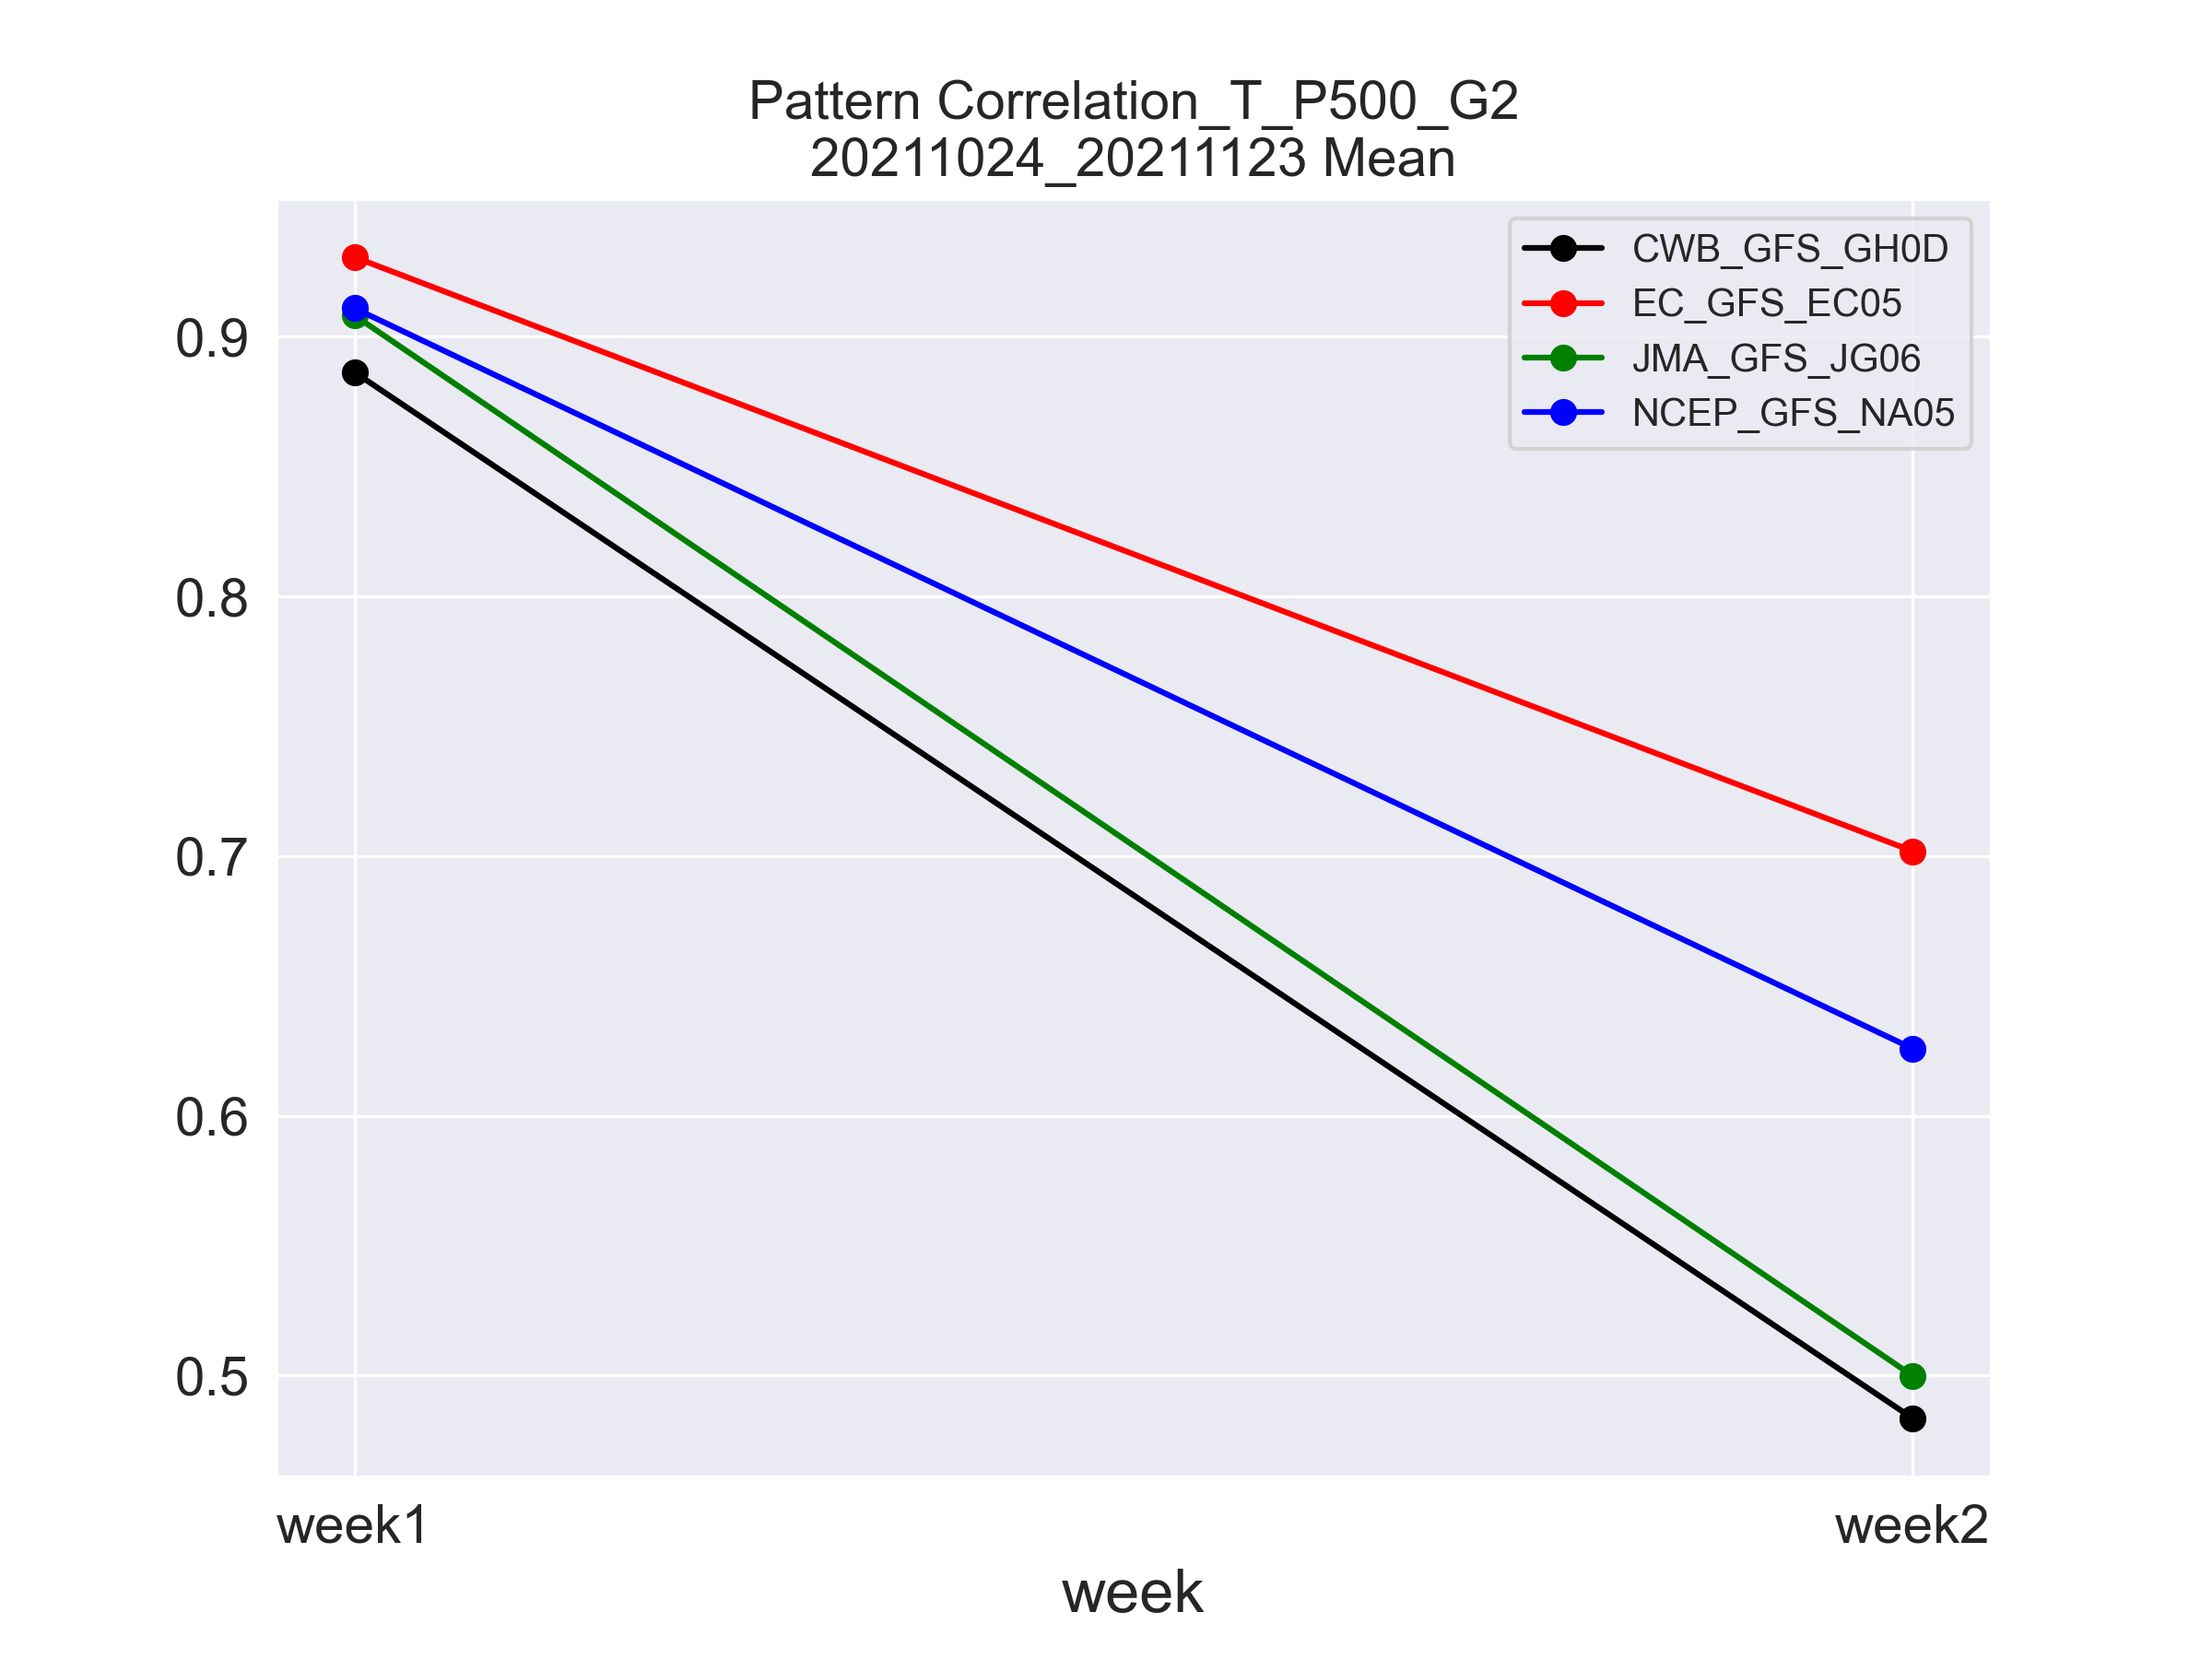 Pattern Correlation_T_P500_G2
20211024_20211123 Mean
CWB_GFS_GH0D
EC_GFS_EC05
JMA_GFS_JG06
NCEP_GFS_NA05
0.9
0.8
0.7
0.6
0.5
week1
week2
week